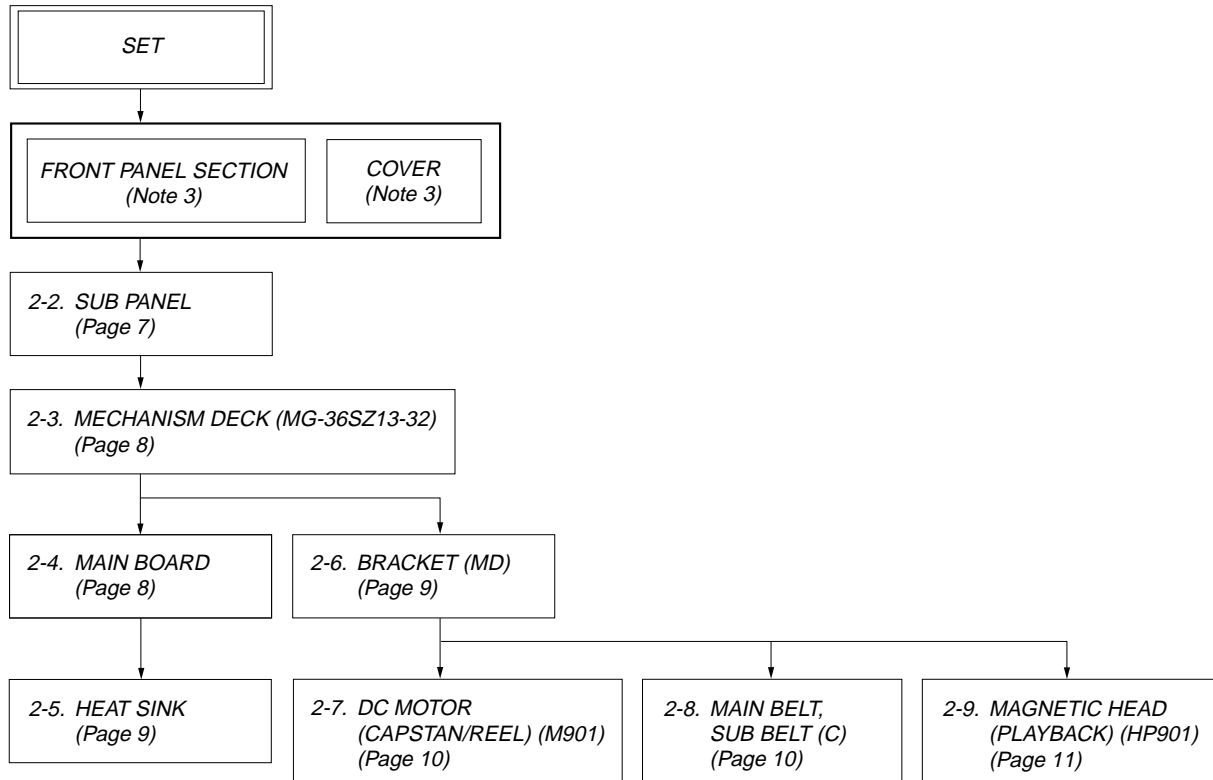 SET
FRONT PANEL SECTION
(Note 3)
COVER
(Note 3)
2-2. SUB PANEL
(Page 7)
2-3. MECHANISM DECK (MG-36SZ13-32)
(Page 8)
2-4. MAIN BOARD
(Page 8)
2-6. BRACKET (MD)
(Page 9)
2-5. HEAT SINK
(Page 9)
2-7. DC MOTOR
(CAPSTAN/REEL) (M901)
(Page 10)
2-8. MAIN BELT,
SUB BELT (C)
(Page 10)
2-9. MAGNETIC HEAD
(PLAYBACK) (HP901)
(Page 11)